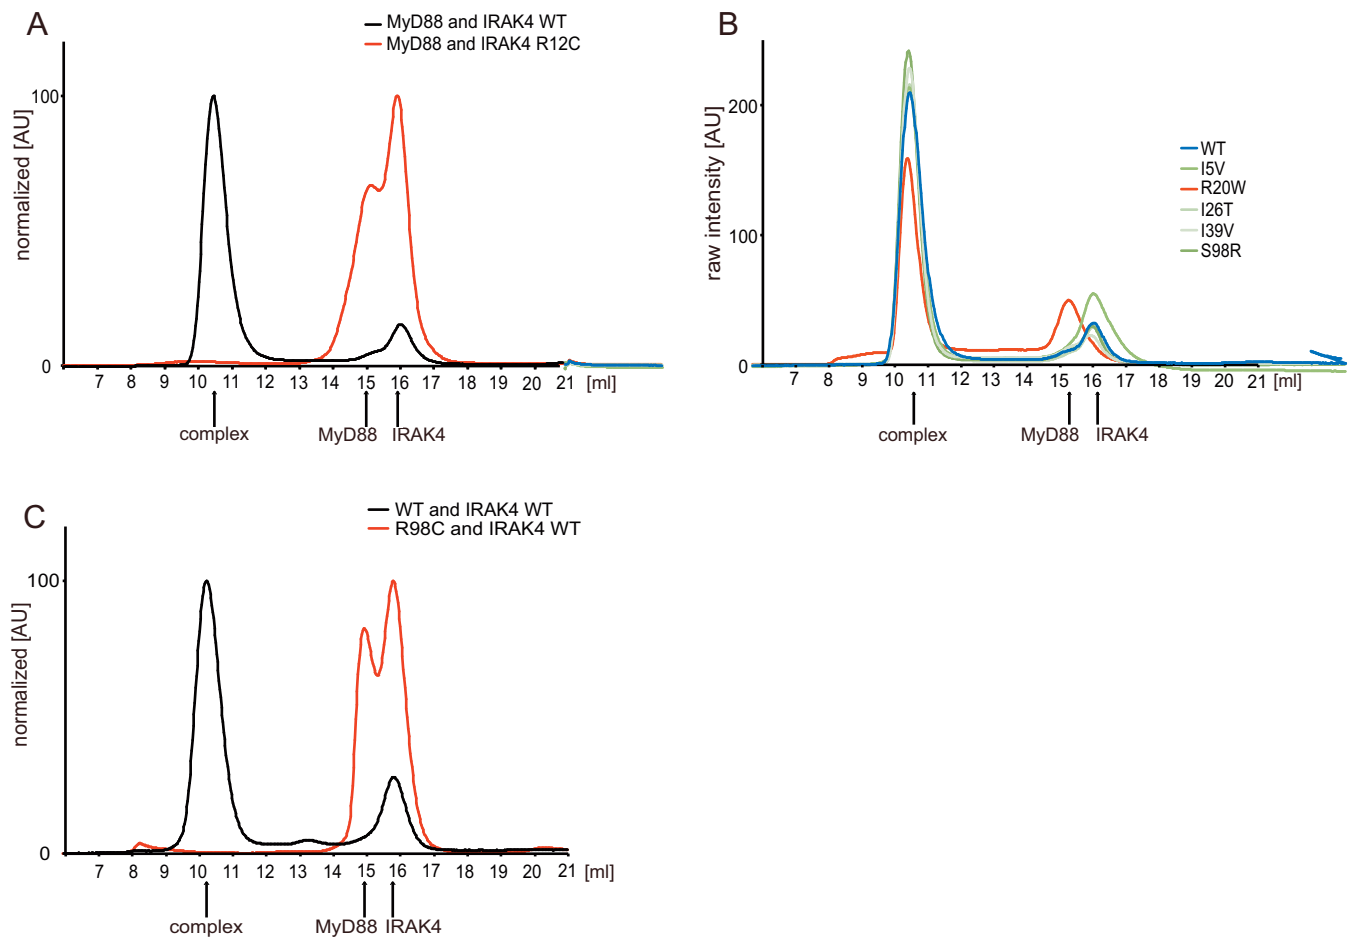 A
MyD88 and IRAK4 WT
MyD88 and IRAK4 R12C
normalized [AU]
100
0
7 8 9 10 11 12 13 14 15 16 17 18 19 20 21 [ml]
complex MyD88 IRAK4
B
raw intensity [AU]
200
100
0
WT
I5V
R20W
I26T
I39V
S98R
7 8 9 10 11 12 13 14 15 16 17 18 19 20 21 [ml]
complex MyD88 IRAK4
C
WT and IRAK4 WT
R98C and IRAK4 WT
normalized [AU]
100
0
7 8 9 10 11 12 13 14 15 16 17 18 19 20 21 [ml]
complex MyD88 IRAK4